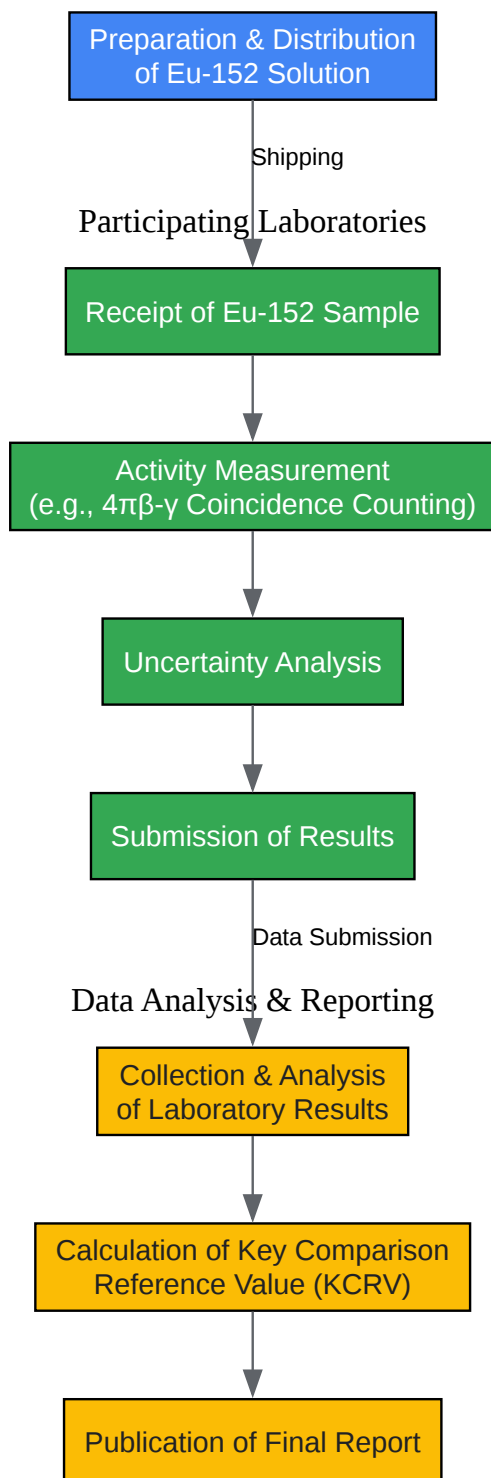 Preparation & Distribution
of Eu-152 Solution
Shipping
Participating Laboratories
Receipt of Eu-152 Sample
Activity Measurement
(e.g., 4πβ-γ Coincidence Counting)
Uncertainty Analysis
Submission of Results
Data Submission
Data Analysis & Reporting
Collection & Analysis
of Laboratory Results
Calculation of Key Comparison
Reference Value (KCRV)
Publication of Final Report